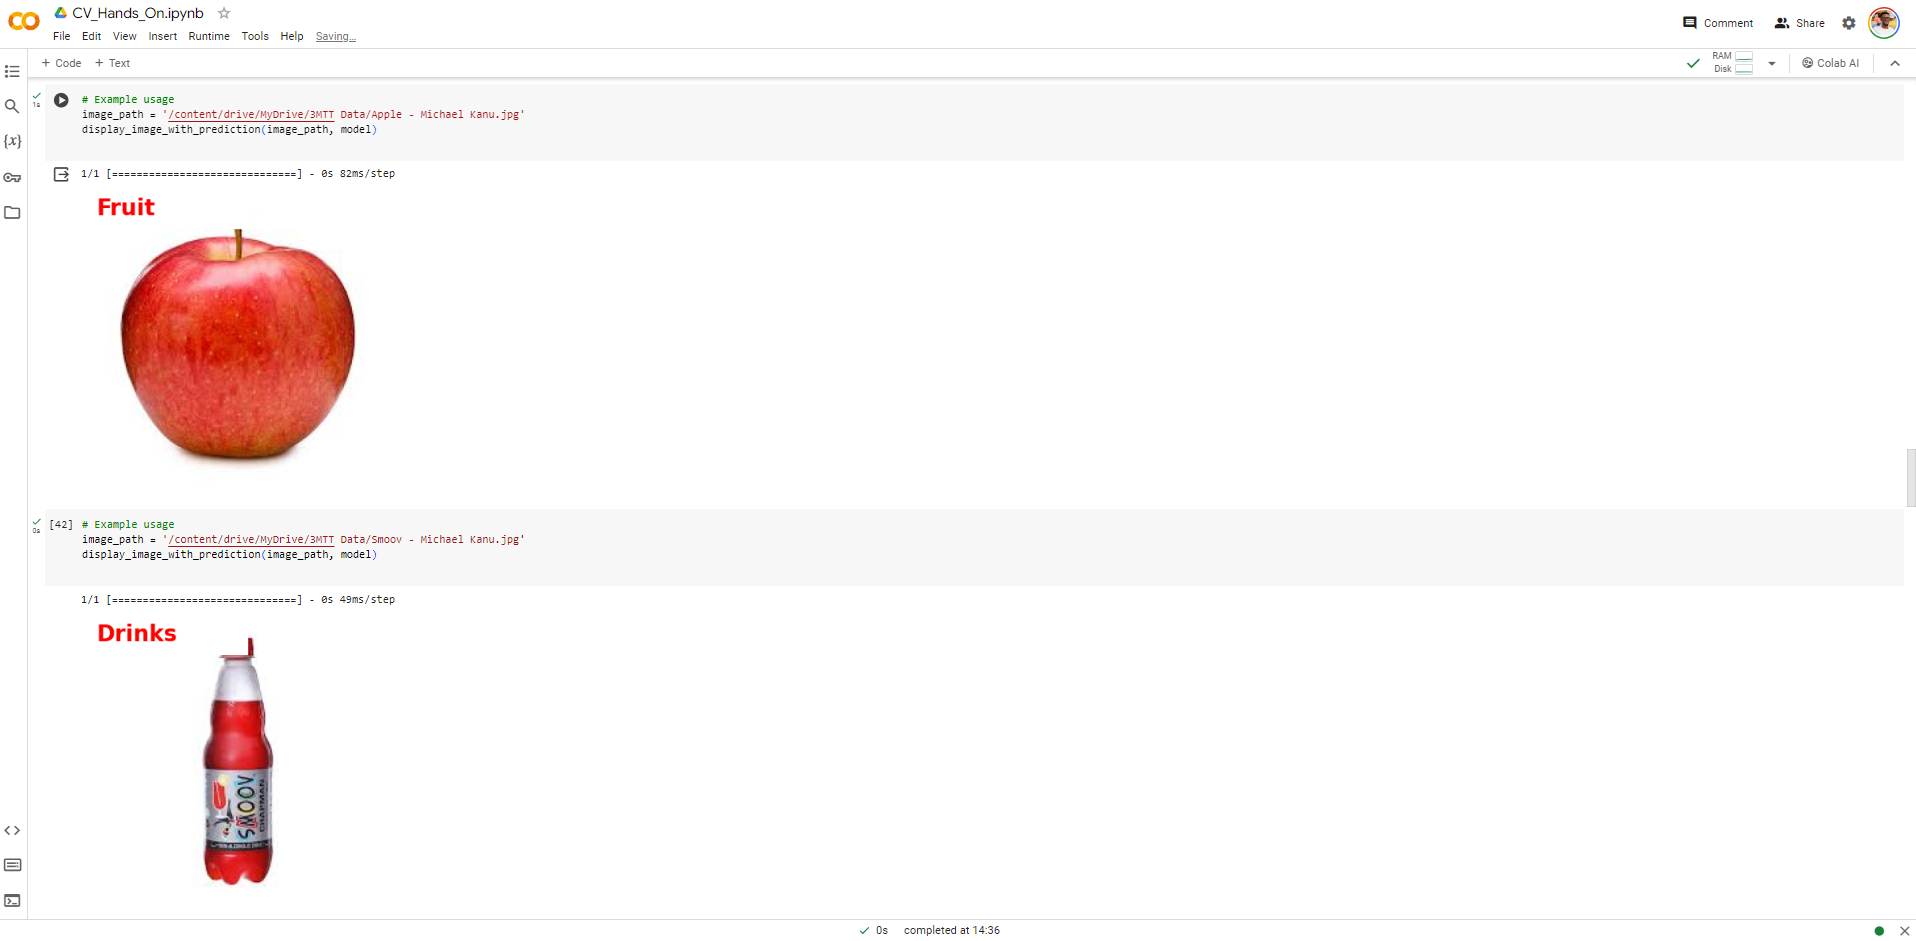 CV_Hands_On.ipynb
File Edit View Insert Runtime Tools Help Saving...
Comment Share
+ Code + Text
RAM
Disk
Colab AI
1s
# Example usage
image_path = '/content/drive/MyDrive/3MTT Data/Apple - Michael Kanu.jpg'
display_image_with_prediction(image_path, model)
1/1 [==============================] - 0s 82ms/step
Fruit
0s
[42] # Example usage
image_path = '/content/drive/MyDrive/3MTT Data/Smoov - Michael Kanu.jpg'
display_image_with_prediction(image_path, model)
1/1 [==============================] - 0s 49ms/step
Drinks
SMOOV
CHAPMAN
0s completed at 14:36